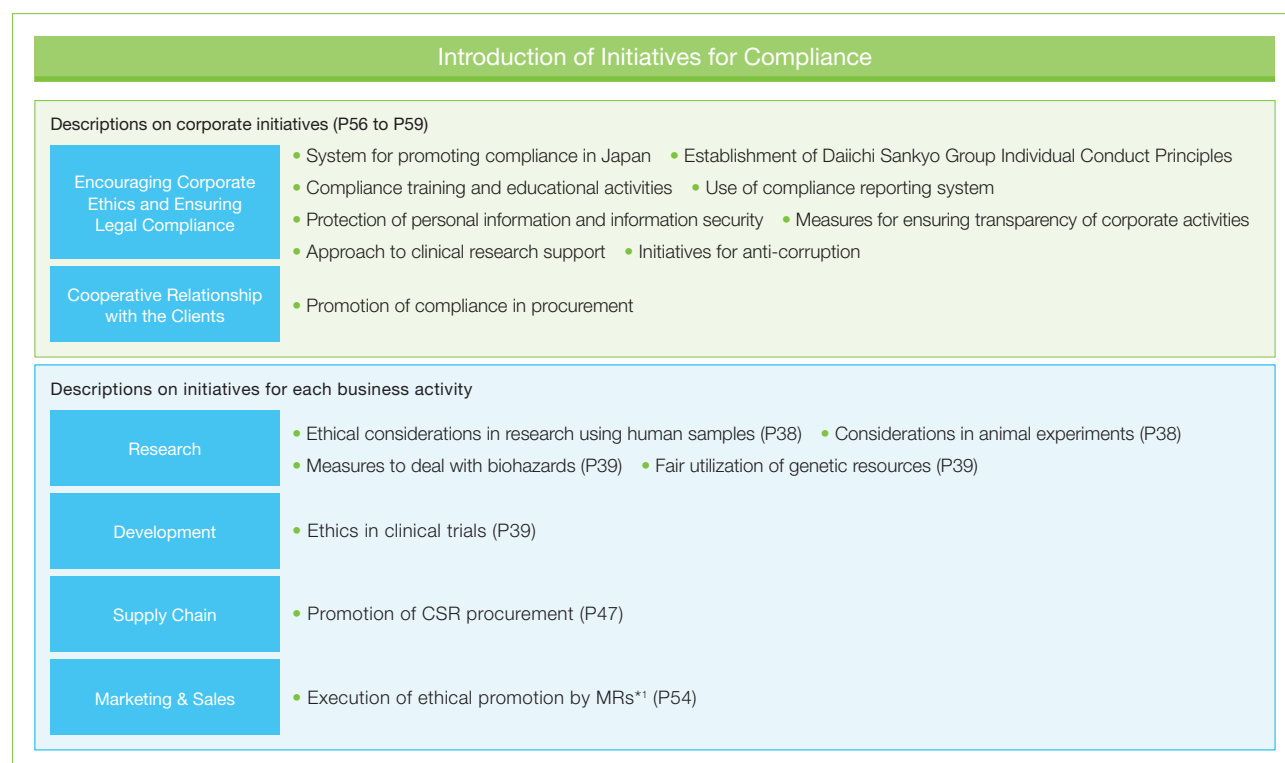 Introduction of Initiatives for Compliance
Descriptions on corporate initiatives (P56 to P59)
Encouraging Corporate
Ethics and Ensuring
Legal Compliance
• System for promoting compliance in Japan • Establishment of Daiichi Sankyo Group Individual Conduct Principles
• Compliance training and educational activities • Use of compliance reporting system
• Protection of personal information and information security • Measures for ensuring transparency of corporate activities
• Approach to clinical research support • Initiatives for anti-corruption
Cooperative Relationship
with the Clients
• Promotion of compliance in procurement
Descriptions on initiatives for each business activity
Research
• Ethical considerations in research using human samples (P38) • Considerations in animal experiments (P38)
• Measures to deal with biohazards (P39) • Fair utilization of genetic resources (P39)
Development
• Ethics in clinical trials (P39)
Supply Chain
• Promotion of CSR procurement (P47)
Marketing & Sales
• Execution of ethical promotion by MRs*1 (P54)